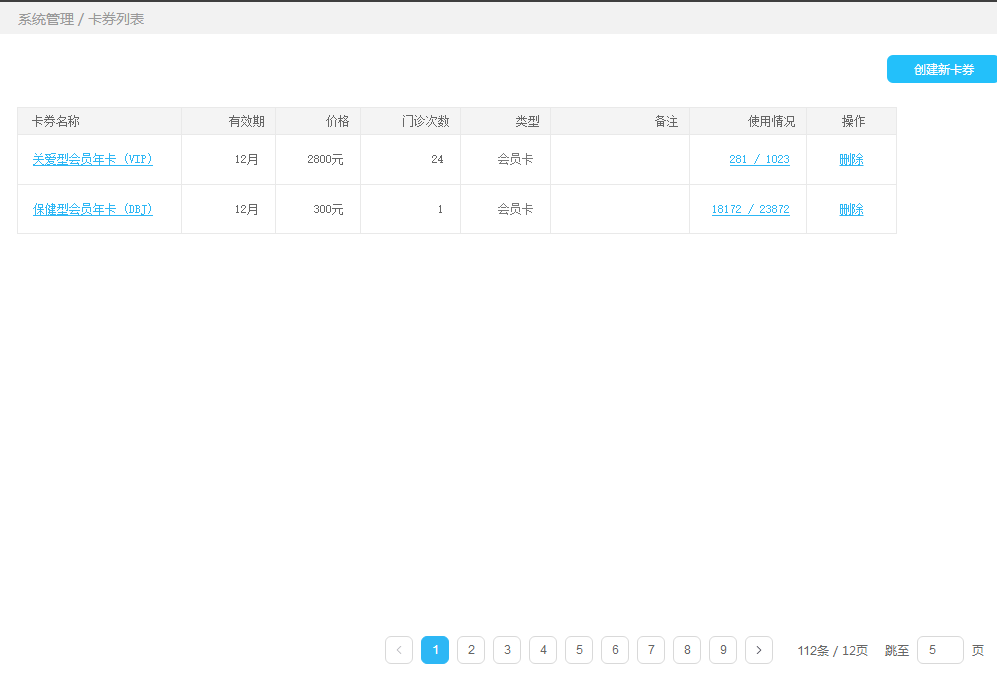 系统管理 / 卡券列表
创建新卡券
卡券名称 有效期 价格 门诊次数 类型 备注 使用情况 操作
关爱型会员年卡（VIP） 12月 2800元 24 会员卡 281 / 1023 删除
保健型会员年卡（DBJ） 12月 300元 1 会员卡 18172 / 23872 删除
< 1 2 3 4 5 6 7 8 9 > 112条 / 12页 跳至 5 页